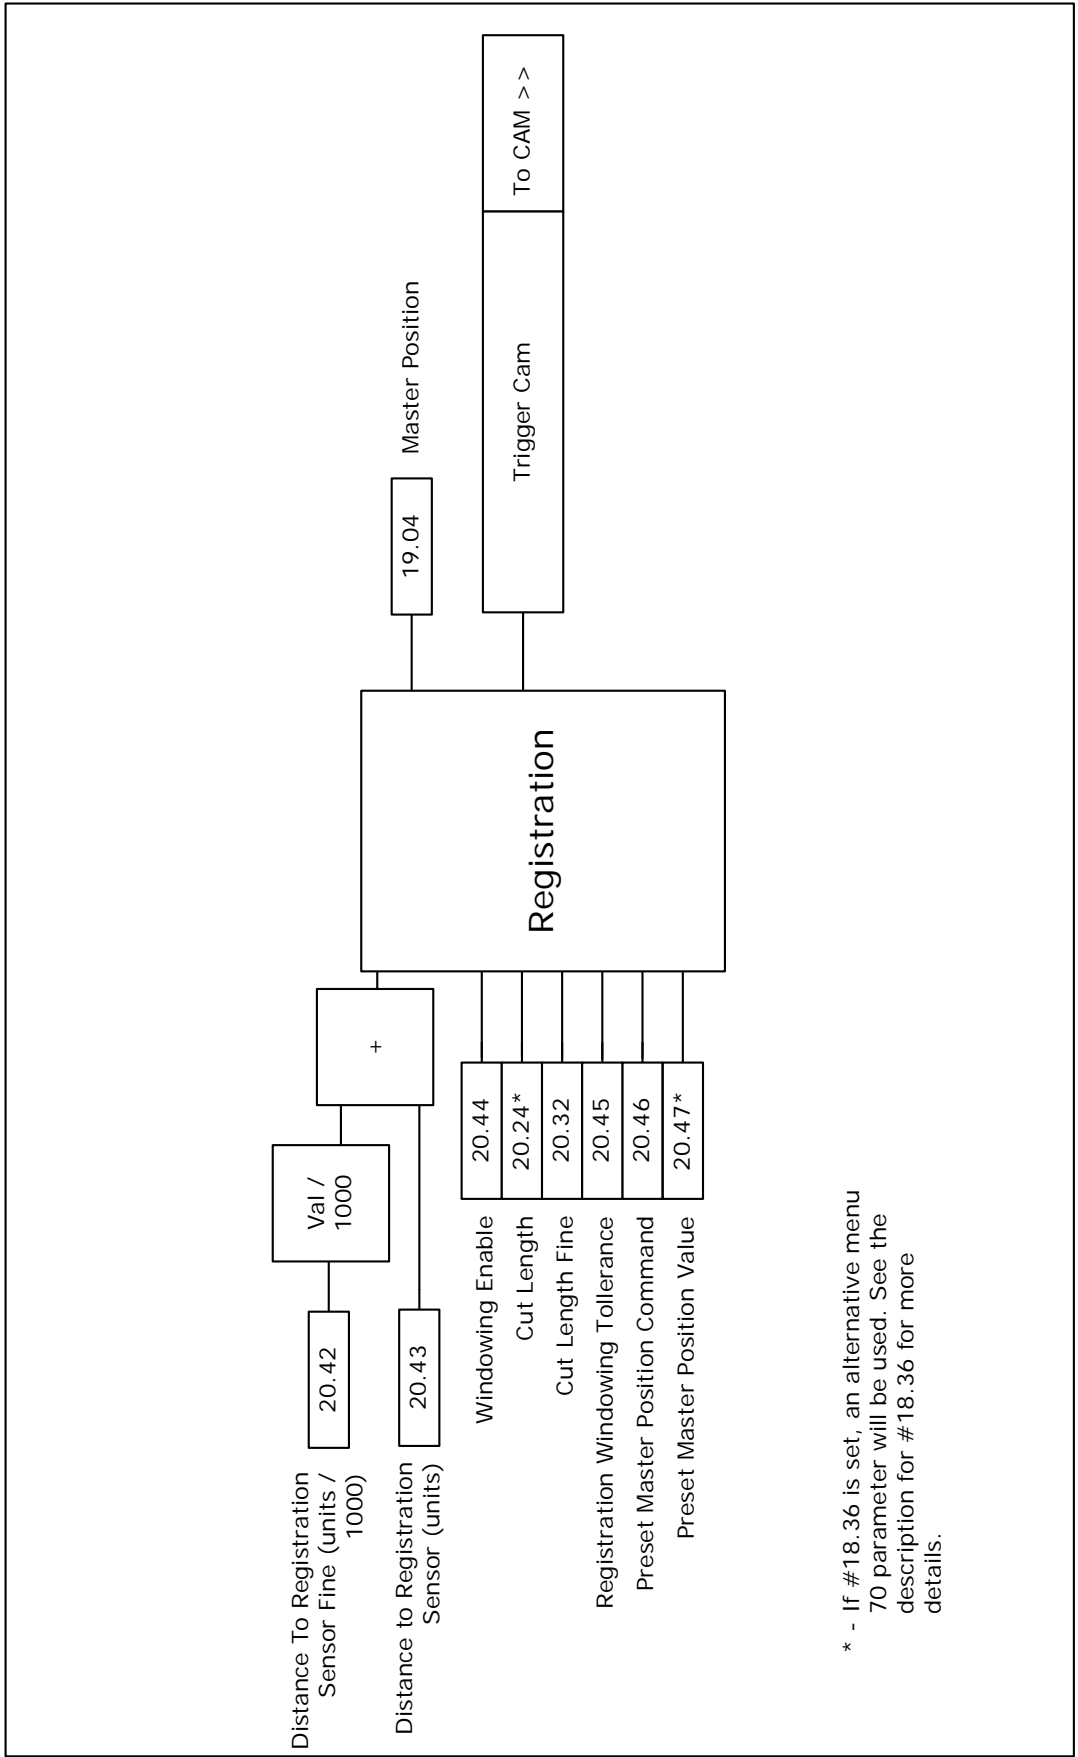 Distance To Registration
Sensor Fine (units /
1000)
20.42
Val /
1000
Distance to Registration
Sensor (units)
20.43
+
Windowing Enable
20.44
Cut Length
20.24*
Cut Length Fine
20.32
Registration Windowing Tollerance
20.45
Preset Master Position Command
20.46
Preset Master Position Value
20.47*
Registration
19.04
Master Position
Trigger Cam
To CAM >>
* - If #18.36 is set, an alternative menu
70 parameter will be used. See the
description for #18.36 for more
details.